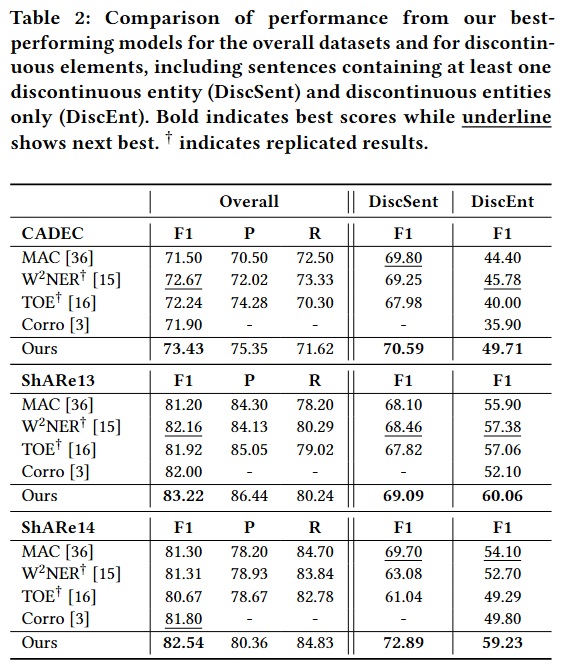 Table 2: Comparison of performance from our best-
performing models for the overall datasets and for discontin-
uous elements, including sentences containing at least one
discontinuous entity (DiscSent) and discontinuous entities
only (DiscEnt). Bold indicates best scores while underline
shows next best. † indicates replicated results.
Overall DiscSent DiscEnt
CADEC F1 P R F1 F1
MAC [36] 71.50 70.50 72.50 69.80 44.40
W²NER† [15] 72.67 72.02 73.33 69.25 45.78
TOE† [16] 72.24 74.28 70.30 67.98 40.00
Corro [3] 71.90 - - - 35.90
Ours 73.43 75.35 71.62 70.59 49.71
ShARe13 F1 P R F1 F1
MAC [36] 81.20 84.30 78.20 68.10 55.90
W²NER† [15] 82.16 84.13 80.29 68.46 57.38
TOE† [16] 81.92 85.05 79.02 67.82 57.06
Corro [3] 82.00 - - - 52.10
Ours 83.22 86.44 80.24 69.09 60.06
ShARe14 F1 P R F1 F1
MAC [36] 81.30 78.20 84.70 69.70 54.10
W²NER† [15] 81.31 78.93 83.84 63.08 52.70
TOE† [16] 80.67 78.67 82.78 61.04 49.29
Corro [3] 81.80 - - - 49.80
Ours 82.54 80.36 84.83 72.89 59.23